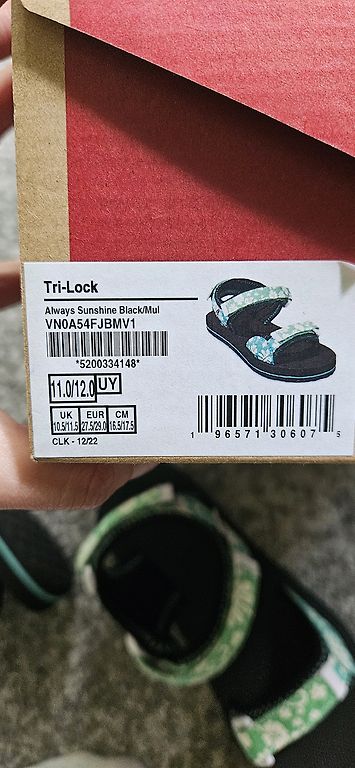 Tri-Lock
Always Sunshine Black/Mul
VN0A54FJBMV1
*5200334148*
11.0/12.0 UY
UK EUR CM
10.5/11.5 27.5/29.0 16.5/17.5
CLK - 12/22
1 96571 30607 5